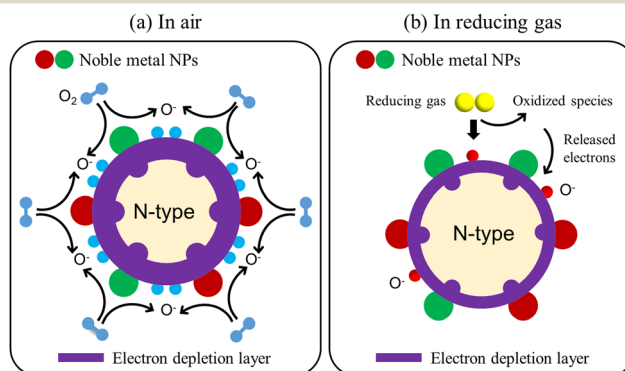 (a) In air
Noble metal NPs
O₂
O⁻
O⁻
O⁻
N-type
O⁻
O⁻
O⁻
Electron depletion layer
(b) In reducing gas
Noble metal NPs
Reducing gas
Oxidized species
Released
electrons
O⁻
N-type
O⁻
Electron depletion layer